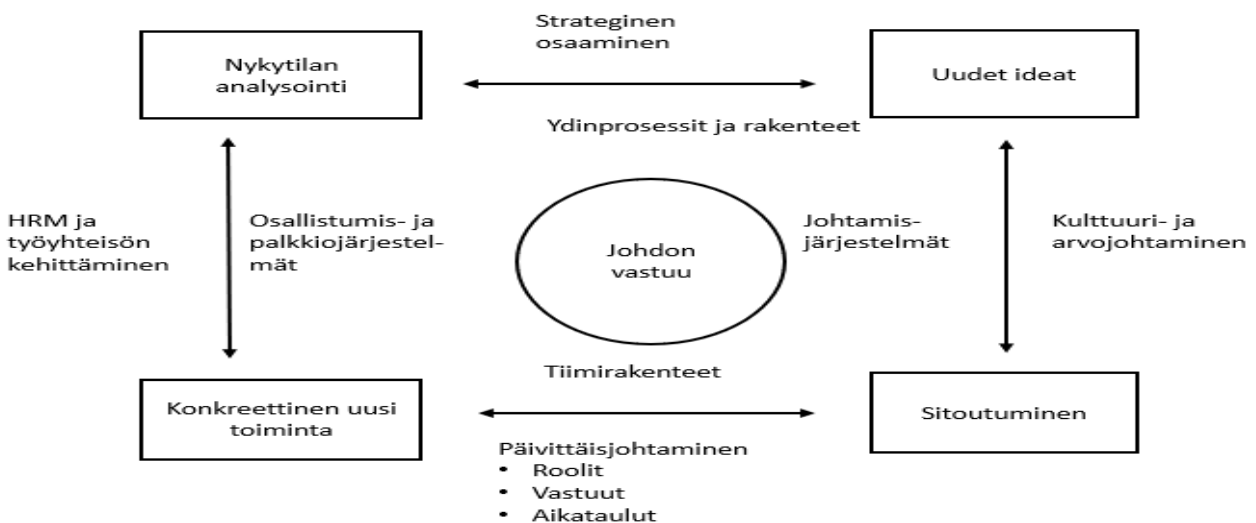 Strateginen
osaaminen
Nykytilan
analysointi
Uudet ideat
Ydinprosessit ja rakenteet
HRM ja
työyhteisön
kehittäminen
Osallistumis- ja
palkkiojärjestel-
mät
Johdon
vastuu
Johtamis-
järjestelmät
Kulttuuri- ja
arvojohtaminen
Tiimirakenteet
Konkreettinen uusi
toiminta
Sitoutuminen
Päivittäisjohtaminen
• Roolit
• Vastuut
• Aikataulut